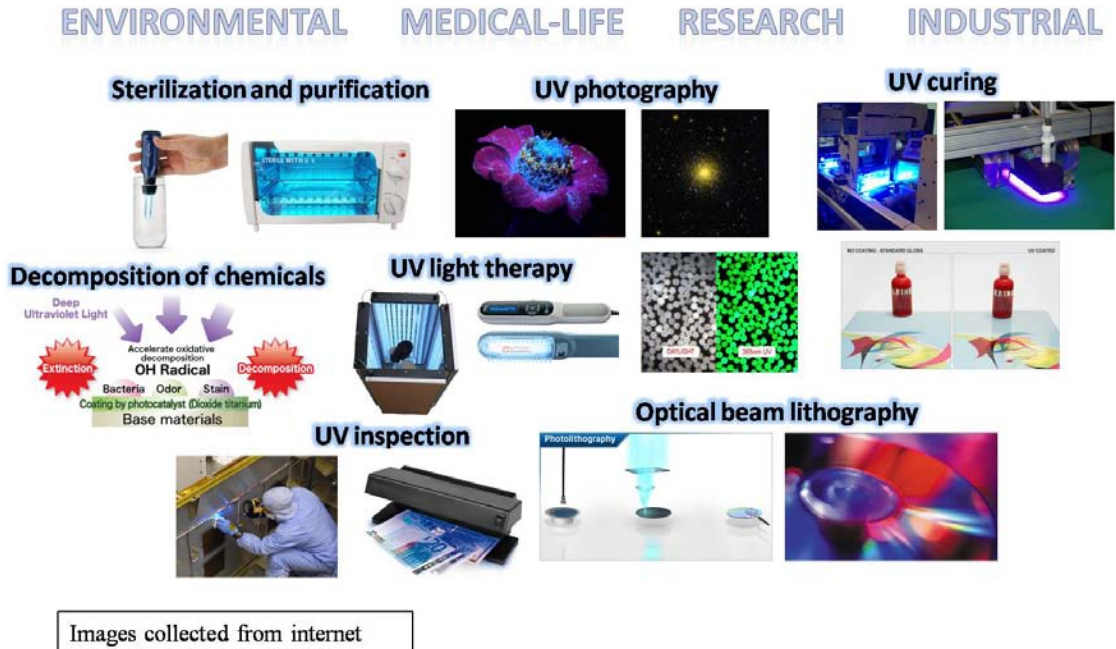 ENVIRONMENTAL MEDICAL-LIFE RESEARCH INDUSTRIAL
Sterilization and purification
UV photography
UV curing
STERILE WITH U V
Decomposition of chemicals
Deep
Ultraviolet Light
Accelerate oxidative
decomposition
OH Radical
Extinction
Decomposition
Bacteria Odor Stain
Coating by photocatalyst (Dioxide titanium)
Base materials
UV light therapy
DAYLIGHT
365nm UV
NO COATING - STANDARD GLOSS
UV COATED
UV inspection
Optical beam lithography
Photolithography
Images collected from internet